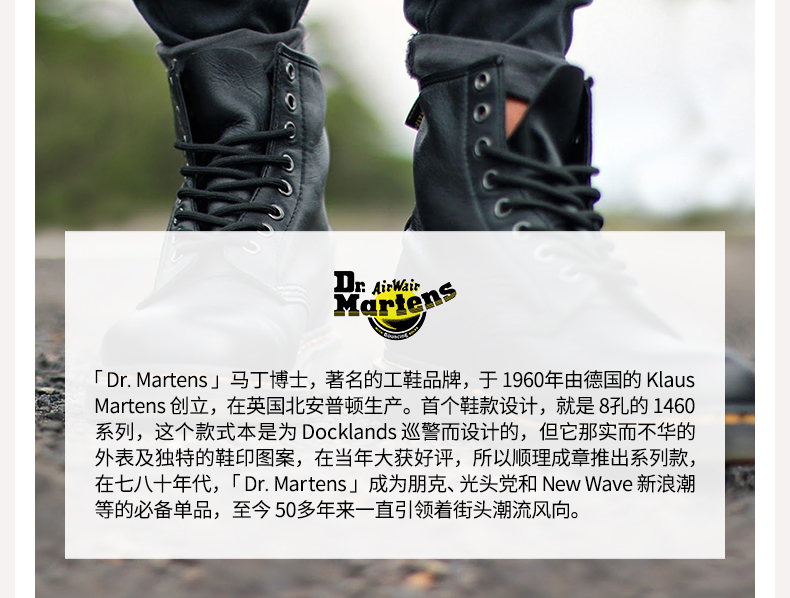 Dr. AirWair
Martens
Bouncing
「 Dr. Martens 」 马丁博士，著名的工鞋品牌，于 1960年由德国的 Klaus
Martens 创立，在英国北安普顿生产。首个鞋款设计，就是 8孔的 1460
系列，这个款式本是为 Docklands 巡警而设计的，但它那实而不华的
外表及独特的鞋印图案，在当年大获好评，所以顺理成章推出系列款，
在七八十年代，「 Dr. Martens 」 成为朋克、光头党和 New Wave 新浪潮
等的必备单品，至今 50多年来一直引领着街头潮流风向。